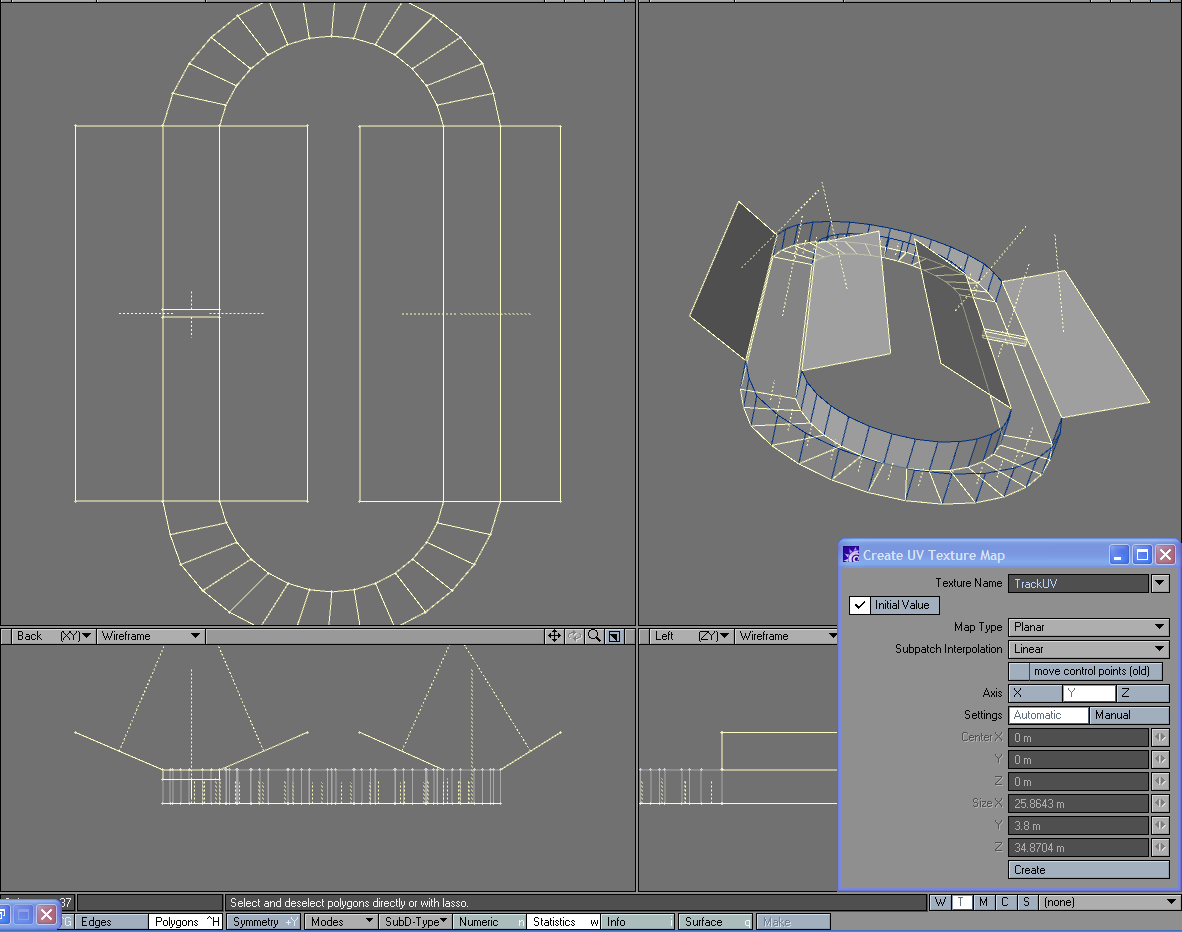 Back (XY) Wireframe
Left (ZY) Wireframe
Create UV Texture Map
Texture Name TrackUV
Initial Value
Map Type Planar
Subpatch Interpolation Linear
move control points (old)
Axis X Y Z
Settings Automatic Manual
Center X 0 m
Y 0 m
Z 0 m
Size X 25.8643 m
Y 3.8 m
Z 34.8704 m
Create
37 Select and deselect polygons directly or with lasso. W T M C S (none)
^G Edges Polygons ^H Symmetry +Y Modes SubD-Type Numeric n Statistics w Info i Surface q Make